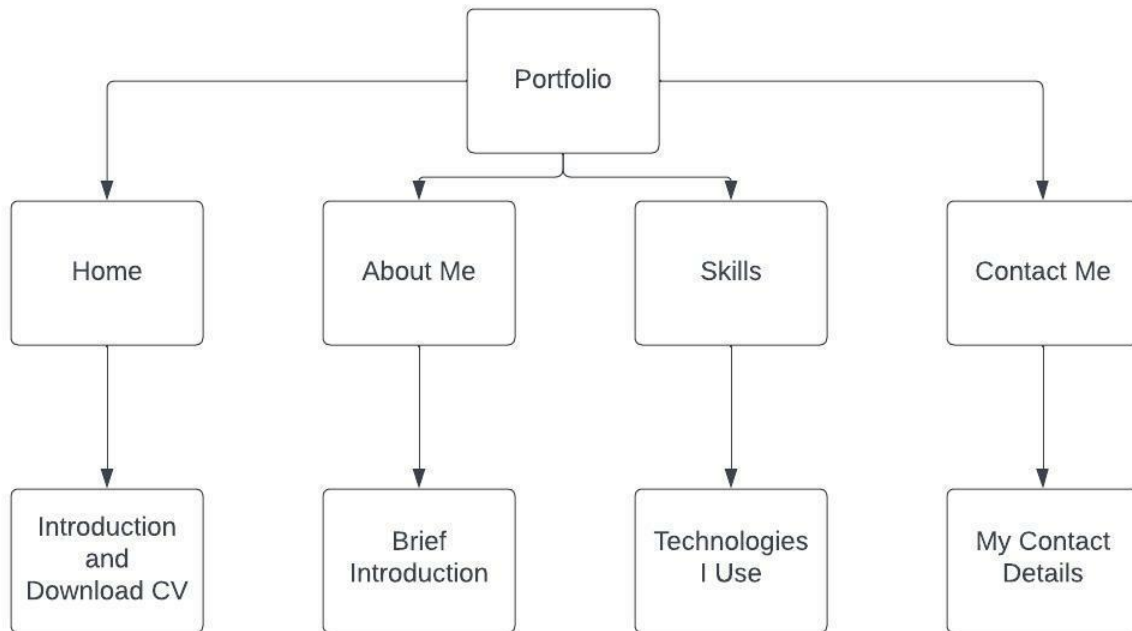 Portfolio
Home
About Me
Skills
Contact Me
Introduction
and
Download CV
Brief
Introduction
Technologies
I Use
My Contact
Details